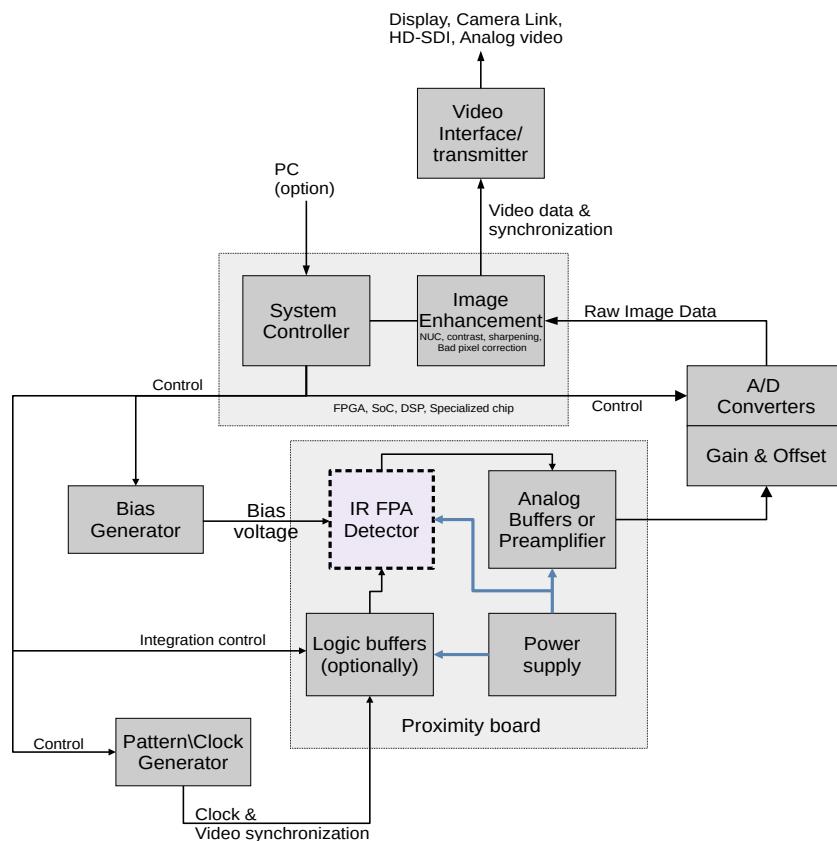 Display, Camera Link,
HD-SDI, Analog video
Video
Interface/
transmitter
PC
(option)
Video data &
synchronization
System
Controller
Image
Enhancement
NUC, contrast, sharpening,
Bad pixel correction
Raw Image Data
Control
FPGA, SoC, DSP, Specialized chip
Control
A/D
Converters
Gain & Offset
Bias
Generator
Bias
voltage
IR FPA
Detector
Analog
Buffers or
Preamplifier
Integration control
Logic buffers
(optionally)
Power
supply
Proximity board
Control
Pattern\Clock
Generator
Clock &
Video synchronization